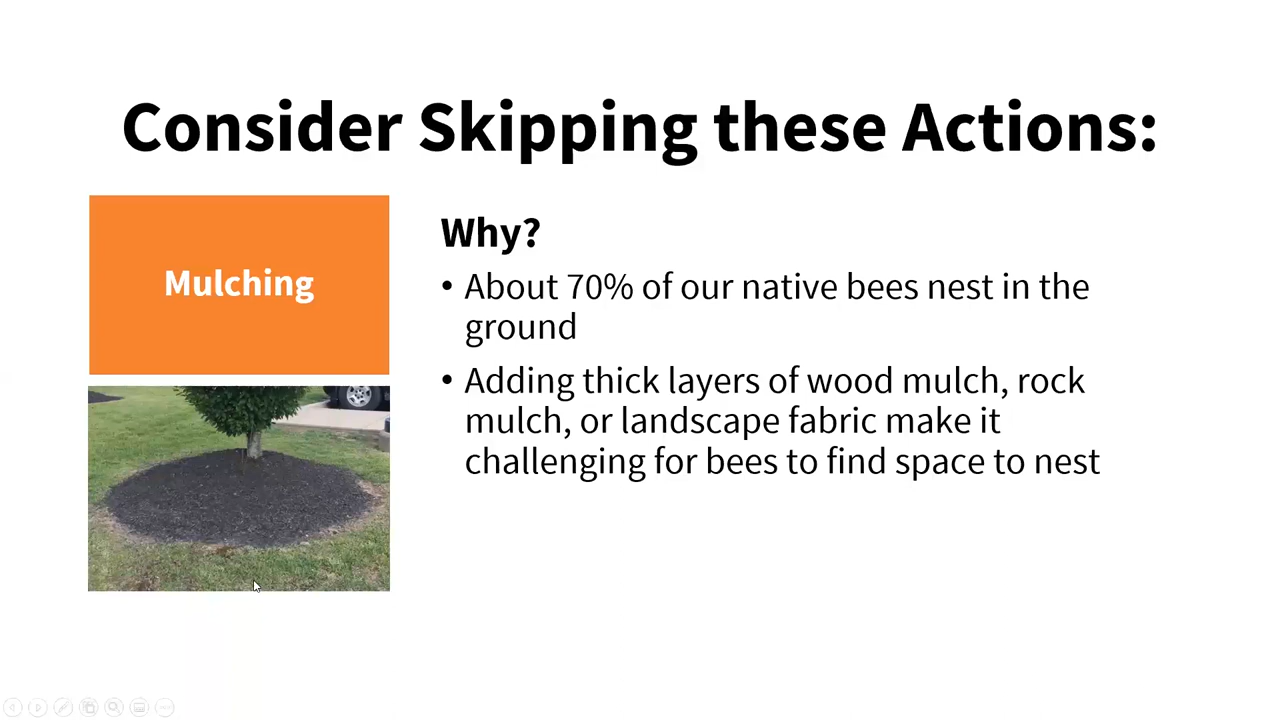 Consider Skipping these Actions:
Mulching
Why?
• About 70% of our native bees nest in the
ground
• Adding thick layers of wood mulch, rock
mulch, or landscape fabric make it
challenging for bees to find space to nest